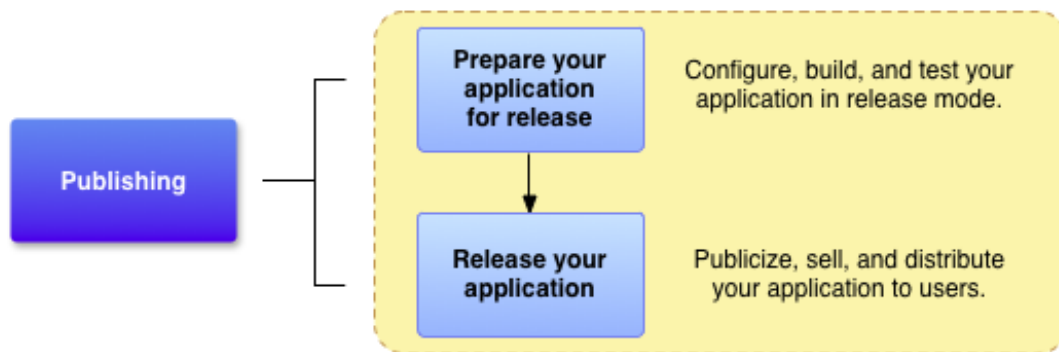 Publishing
Prepare your
application
for release
Configure, build, and test your
application in release mode.
Release your
application
Publicize, sell, and distribute
your application to users.